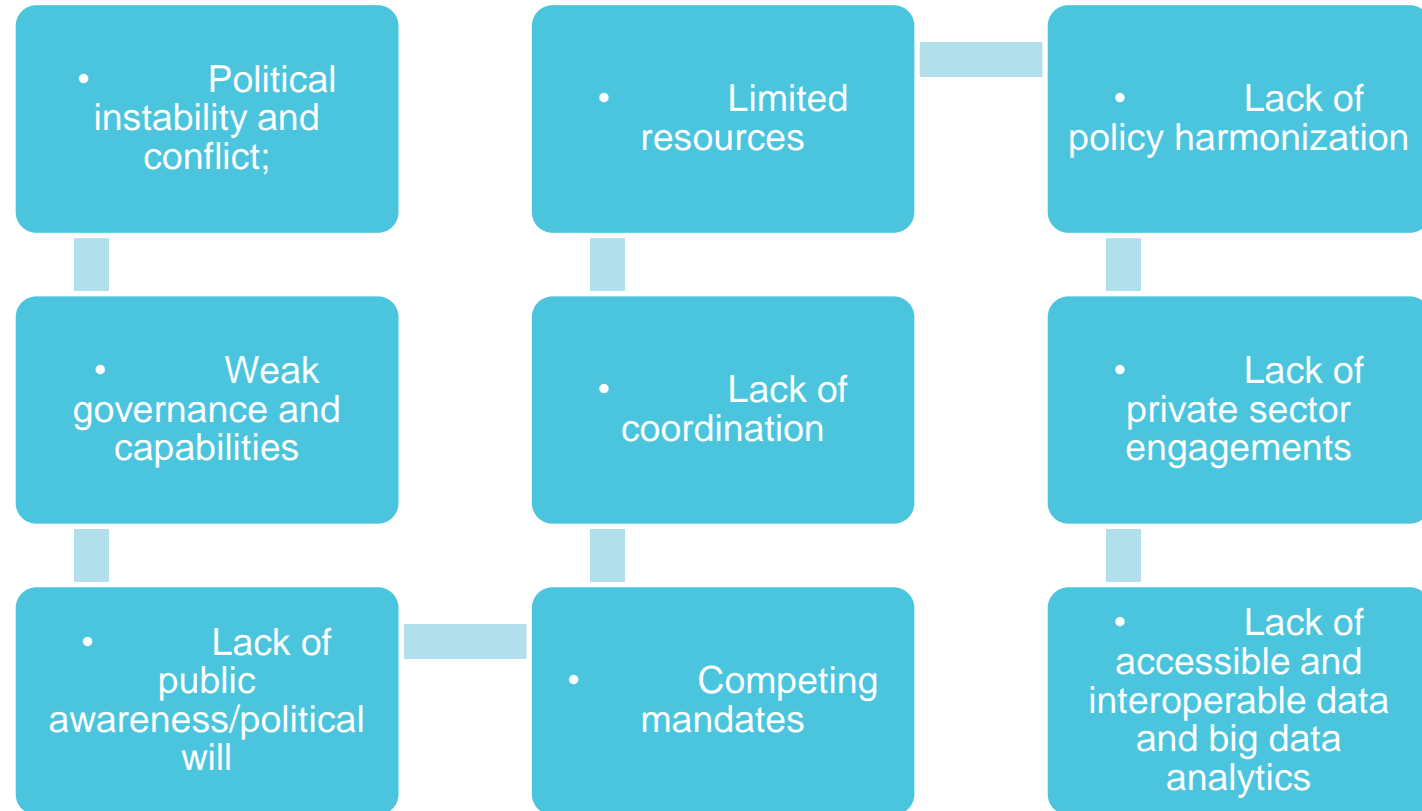 • Political
instability and
conflict;
• Weak
governance and
capabilities
• Lack of
public
awareness/political
will
• Competing
mandates
• Lack of
coordination
• Limited
resources
• Lack of
policy harmonization
• Lack of
private sector
engagements
• Lack of
accessible and
interoperable data
and big data
analytics